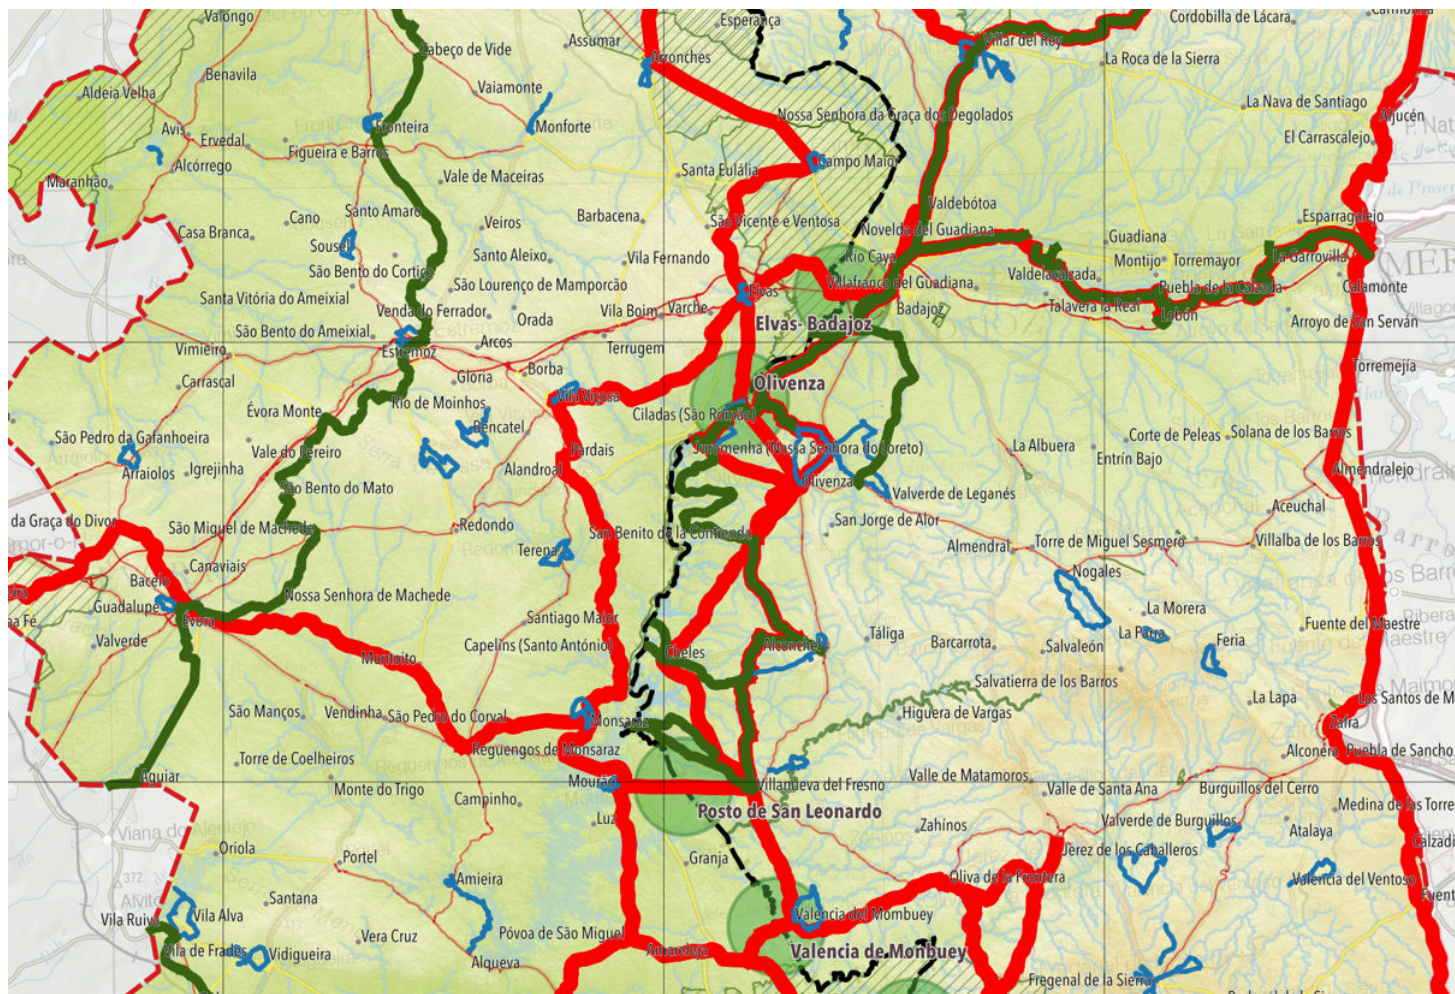 Valongo
Esperança
Cordobilla de Lácara
Carmonita
Cabeço de Vide
Assumar
Arronches
Villar del Rey
La Roca de la Sierra
Benavila
Aldeia Velha
Vaiamonte
La Nava de Santiago
Aljucén
Nossa Senhora da Graça dos Degolados
Avis
Ervedal
Fronteira
Monforte
El Carrascalejo
Figueira e Barros
Alcórrego
Campo Maior
Santa Eulália
Maranhão
Vale de Maceiras
Cano
Santo Amaro
Valdebótoa
Casa Branca
Veiros
Barbacena
São Vicente e Ventosa
Novelda del Guadiana
Esparragalejo
Sousel
Guadiana
Santo Aleixo
Vila Fernando
Rio Caya
Montijo
Torremayor
La Garrovilla
MÉR
São Bento do Cortiço
Valdelacalzada
São Lourenço de Mamporcão
Villafranco del Guadiana
Puebla de la Calzada
Calamonte
Santa Vitória do Ameixial
Elvas
Talavera la Real
Venda do Ferrador
Orada
Vila Boim
Varche
Badajoz
Lobón
Arroyo de San Serván
São Bento do Ameixial
Elvas- Badajoz
Vimieiro
Estremoz
Arcos
Terrugem
Torremejía
Carrascal
Glória
Borba
Olivenza
Évora Monte
Rio de Moinhos
Vila Viçosa
Ciladas (São Romão)
São Pedro da Gafanhoeira
Bencatel
Corte de Peleas
Solana de los Barros
Vale do Pereiro
Pardais
Juromenha (Nossa Senhora do Loreto)
La Albuera
Entrín Bajo
Arraiolos
Igrejinha
Alandroal
Almendralejo
São Bento do Mato
Olivenza
Valverde de Leganés
Aceuchal
da Graça do Divor
São Miguel de Machede
Redondo
San Benito de la Contienda
San Jorge de Alor
Terena
Almendral
Torre de Miguel Sesmero
Villalba de los Barros
Canaviais
Bacelo
Nogales
Guadalupe
Nossa Senhora de Machede
La Morera
Évora
Santiago Maior
Fuente del Maestre
Valverde
Táliga
La Parra
Capelins (Santo António)
Cheles
Alconchel
Barcarrota
Salvaleón
Feria
Montoito
Salvatierra de los Barros
La Lapa
Los Santos de M
São Manços
Vendinha
São Pedro do Corval
Monsaraz
Higuera de Vargas
Zafra
Torre de Coelheiros
Reguengos de Monsaraz
Alconera
Puebla de Sancho
Aguiar
Monte do Trigo
Mourão
Villanueva del Fresno
Valle de Matamoros
Valle de Santa Ana
Burguillos del Cerro
Campinho
Posto de San Leonardo
Medina de las Torre
Luz
Zahínos
Valverde de Burguillos
Atalaya
Viana do Alentejo
Oriola
Portel
Granja
Jerez de los Caballeros
Calzadi
372
Amieira
Oliva de la Frontera
Valencia del Ventoso
Santana
Fuent
Vila Ruiva
Vila Alva
Valencia del Mombuey
Vera Cruz
Póvoa de São Miguel
Vila de Frades
Vidigueira
Alqueva
Amareleja
Valencia de Monbuey
Fregenal de la Sierra